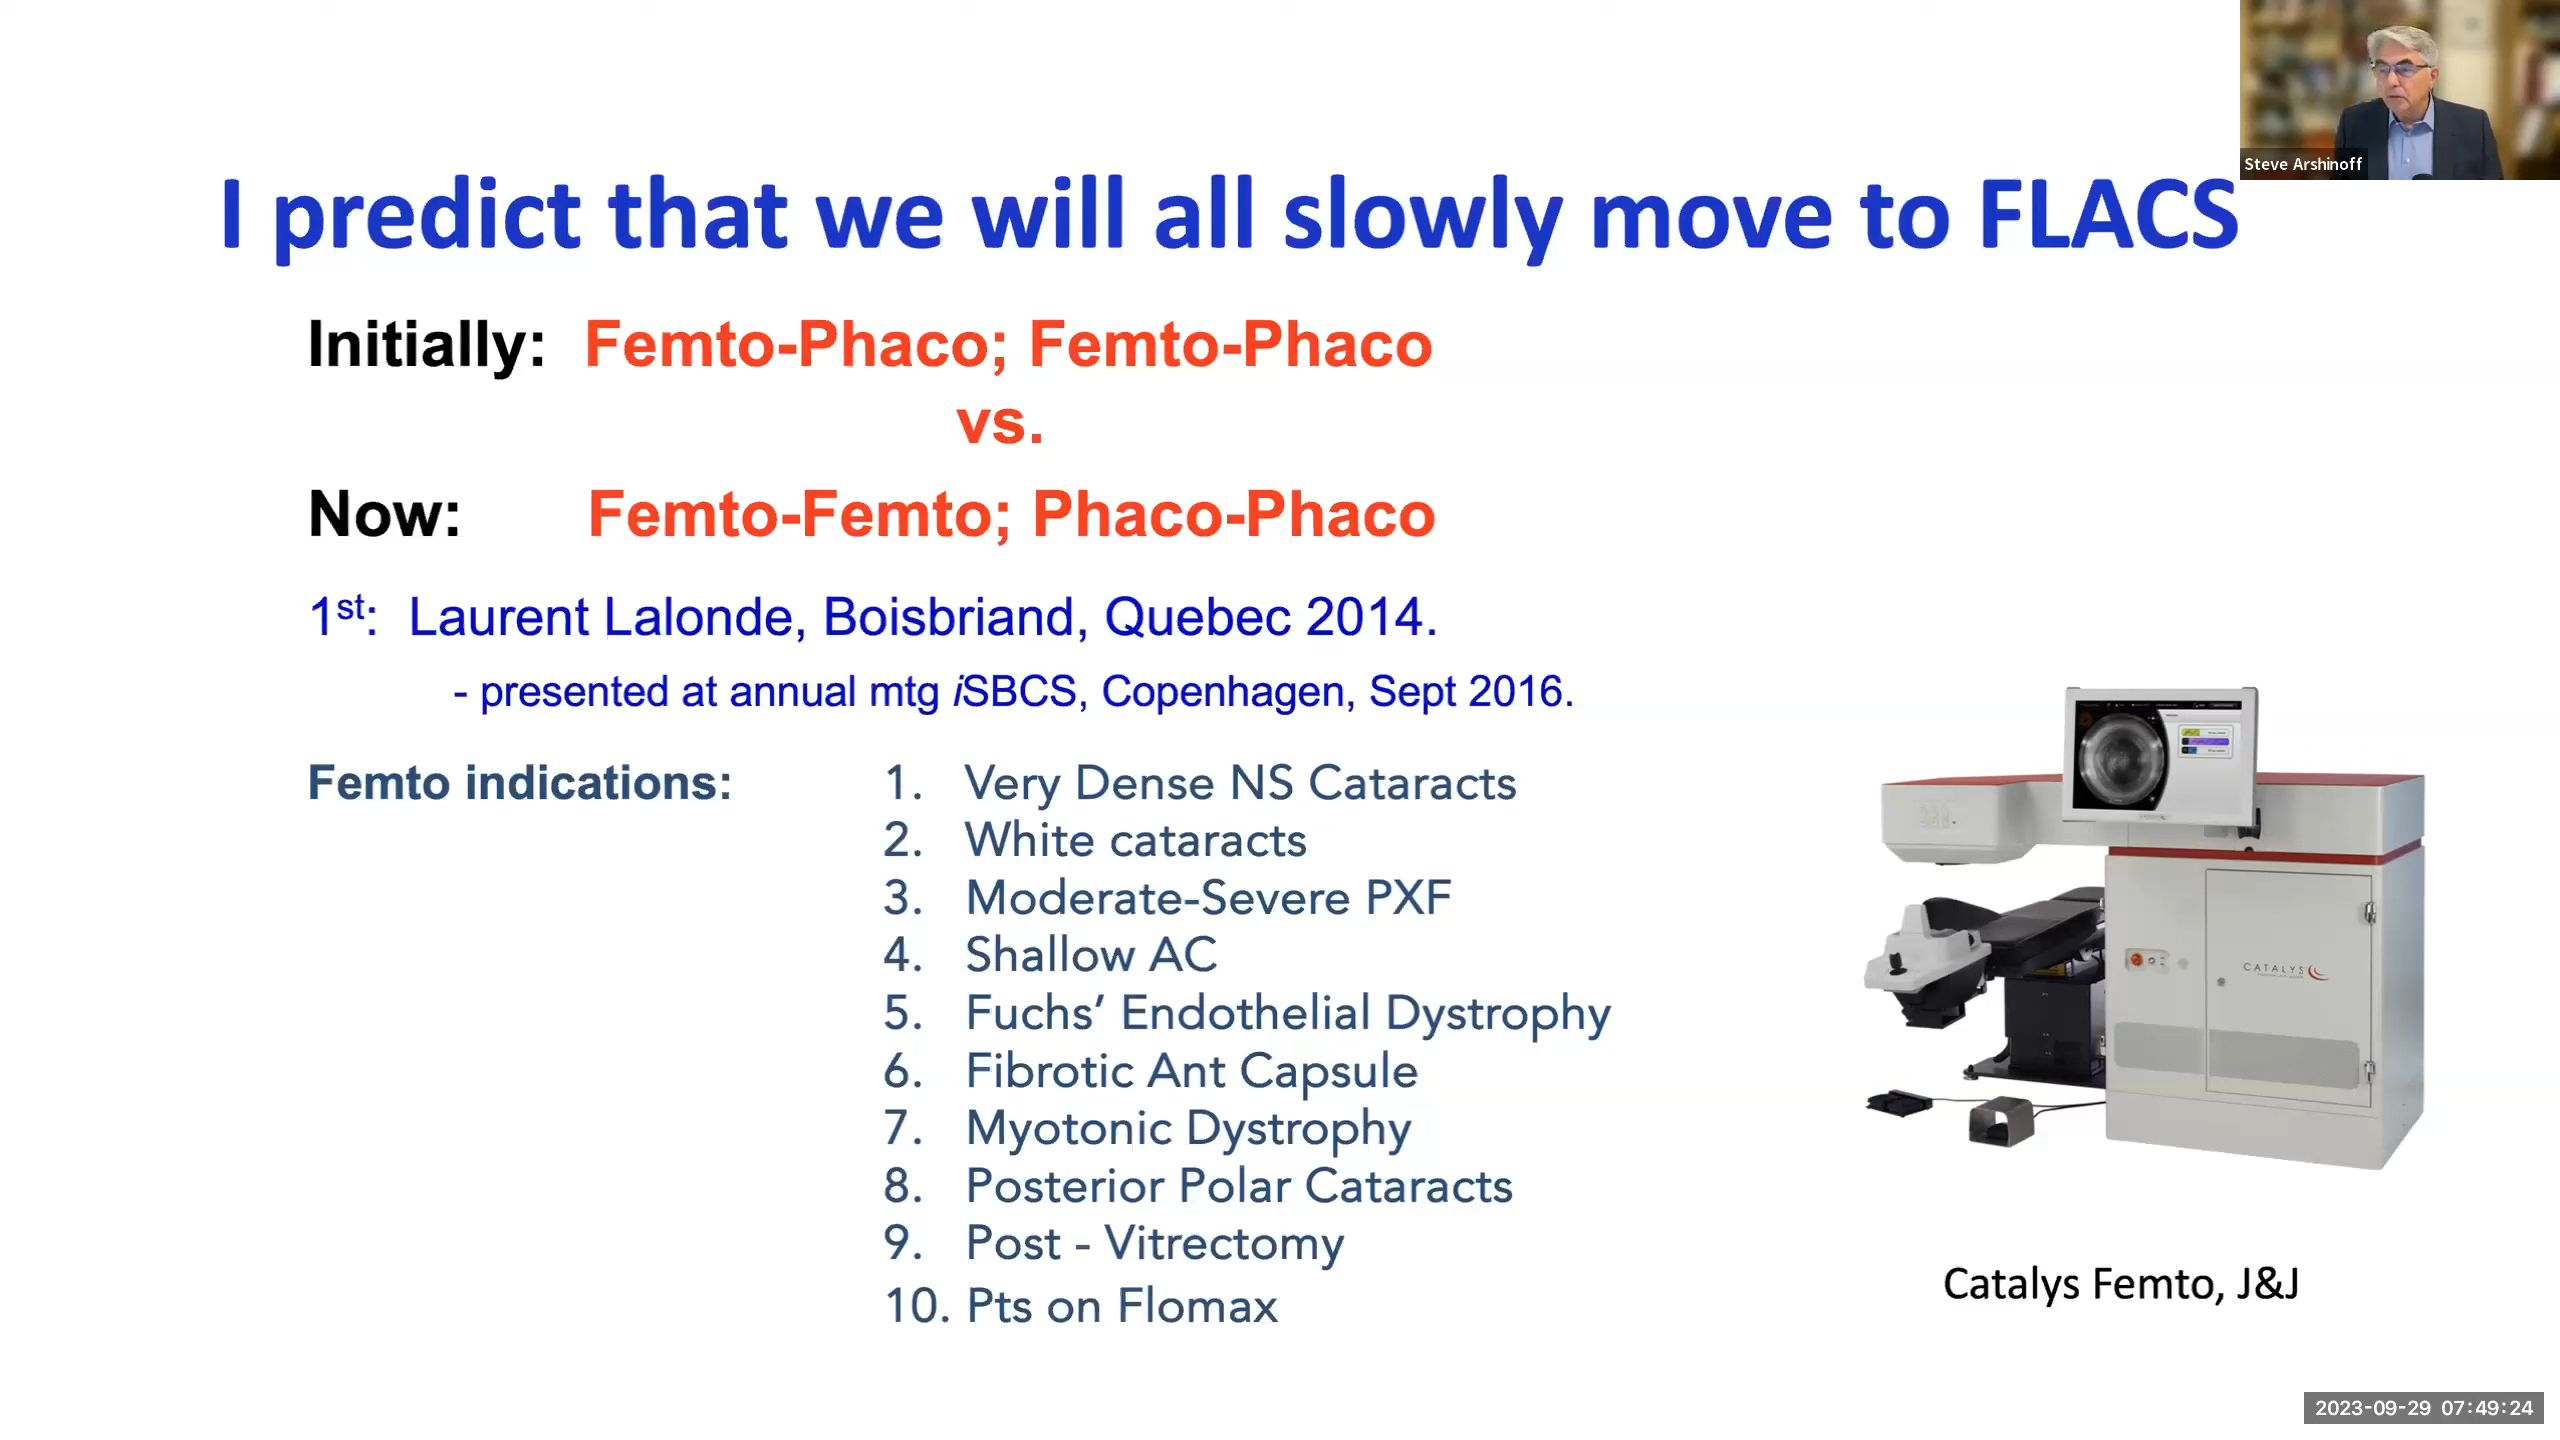 Steve Arshinoff
I predict that we will all slowly move to FLACS
Initially: Femto-Phaco; Femto-Phaco
vs.
Now: Femto-Femto; Phaco-Phaco
1st: Laurent Lalonde, Boisbriand, Quebec 2014.
- presented at annual mtg iSBCS, Copenhagen, Sept 2016.
Femto indications:
1. Very Dense NS Cataracts
2. White cataracts
3. Moderate-Severe PXF
4. Shallow AC
5. Fuchs’ Endothelial Dystrophy
6. Fibrotic Ant Capsule
7. Myotonic Dystrophy
8. Posterior Polar Cataracts
9. Post - Vitrectomy
10. Pts on Flomax
CATALYS
Catalys Femto, J&J
2023-09-29 07:49:24